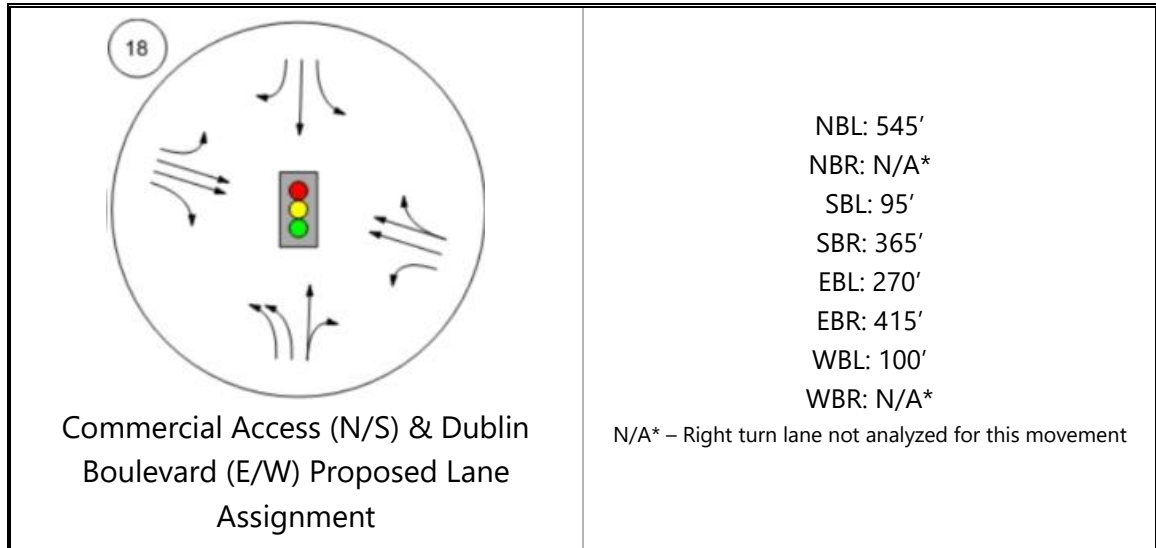 18
Commercial Access (N/S) & Dublin
Boulevard (E/W) Proposed Lane
Assignment
NBL: 545’
NBR: N/A*
SBL: 95’
SBR: 365’
EBL: 270’
EBR: 415’
WBL: 100’
WBR: N/A*
N/A* – Right turn lane not analyzed for this movement